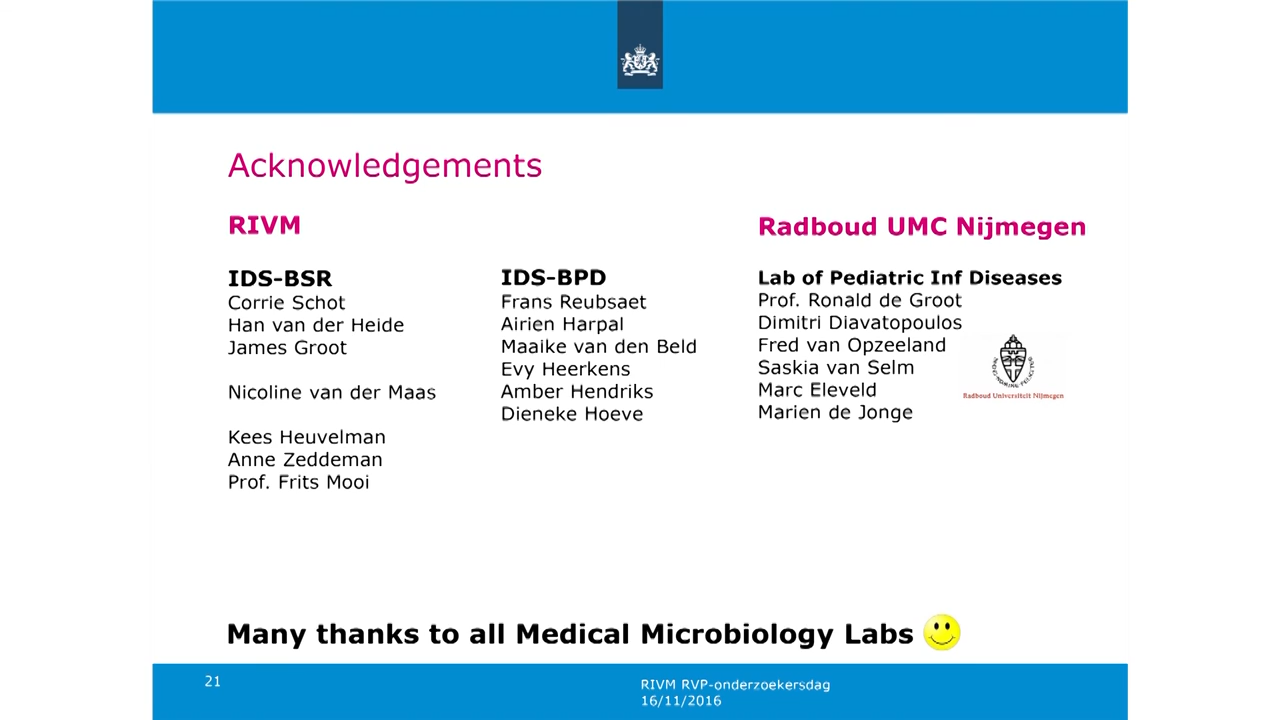 Acknowledgements
RIVM
IDS-BSR
Corrie Schot
Han van der Heide
James Groot
Nicoline van der Maas
Kees Heuvelman
Anne Zeddeman
Prof. Frits Mooi
IDS-BPD
Frans Reubsaet
Airien Harpal
Maaike van den Beld
Evy Heerkens
Amber Hendriks
Dieneke Hoeve
Radboud UMC Nijmegen
Lab of Pediatric Inf Diseases
Prof. Ronald de Groot
Dimitri Diavatopoulos
Fred van Opzeeland
Saskia van Selm
Marc Eleveld
Marien de Jonge
Radboud Universiteit Nijmegen
Many thanks to all Medical Microbiology Labs
21
RIVM RVP-onderzoekersdag
16/11/2016